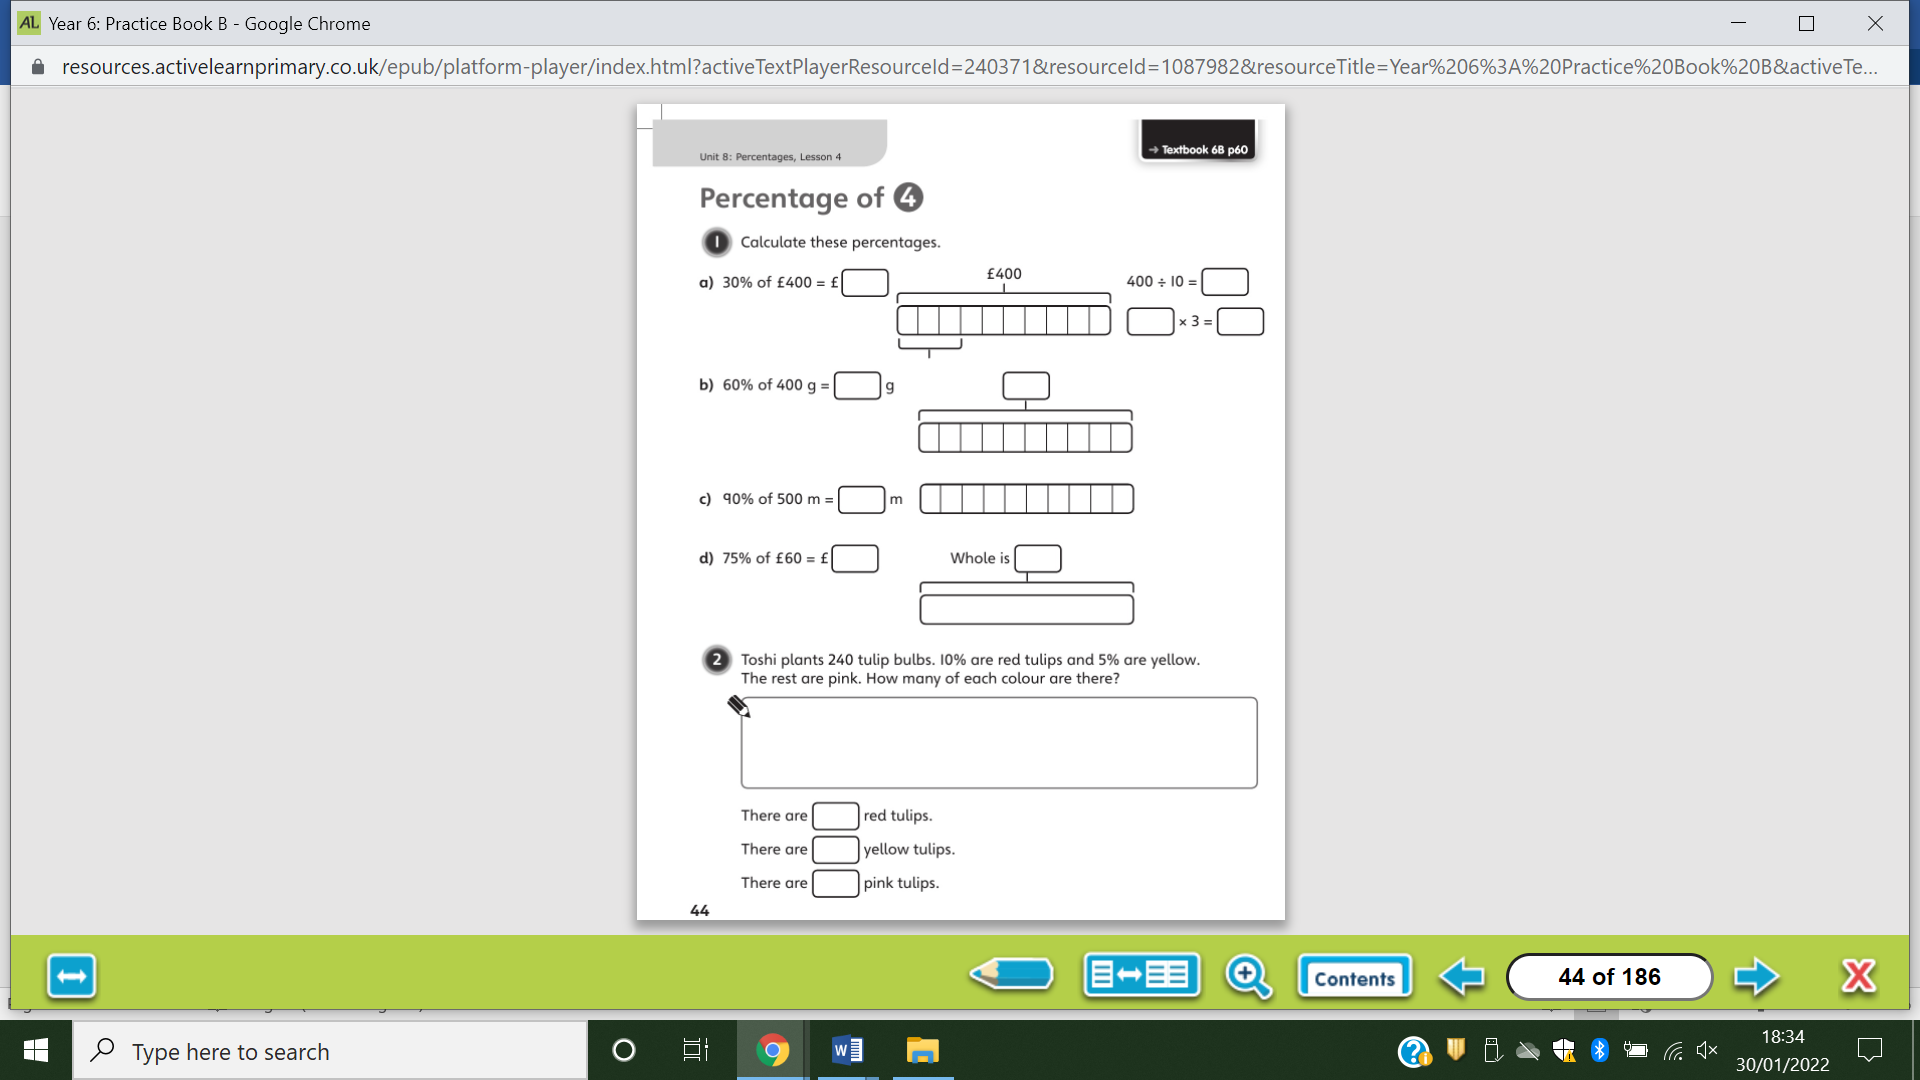 AL Year 6: Practice Book B - Google Chrome
resources.activelearnprimary.co.uk/epub/platform-player/index.html?activeTextPlayerResourceId=240371&resourceId=1087982&resourceTitle=Year%206%3A%20Practice%20Book%20B&activeTe...
Unit 8: Percentages, Lesson 4
→ Textbook 6B p60
Percentage of 4
1 Calculate these percentages.
a) 30% of £400 = £
£400
400 ÷ 10 =
× 3 =
b) 60% of 400 g = g
c) 90% of 500 m = m
d) 75% of £60 = £
Whole is
2 Toshi plants 240 tulip bulbs. 10% are red tulips and 5% are yellow.
The rest are pink. How many of each colour are there?
There are red tulips.
There are yellow tulips.
There are pink tulips.
44
Contents
44 of 186
Type here to search
18:34
30/01/2022